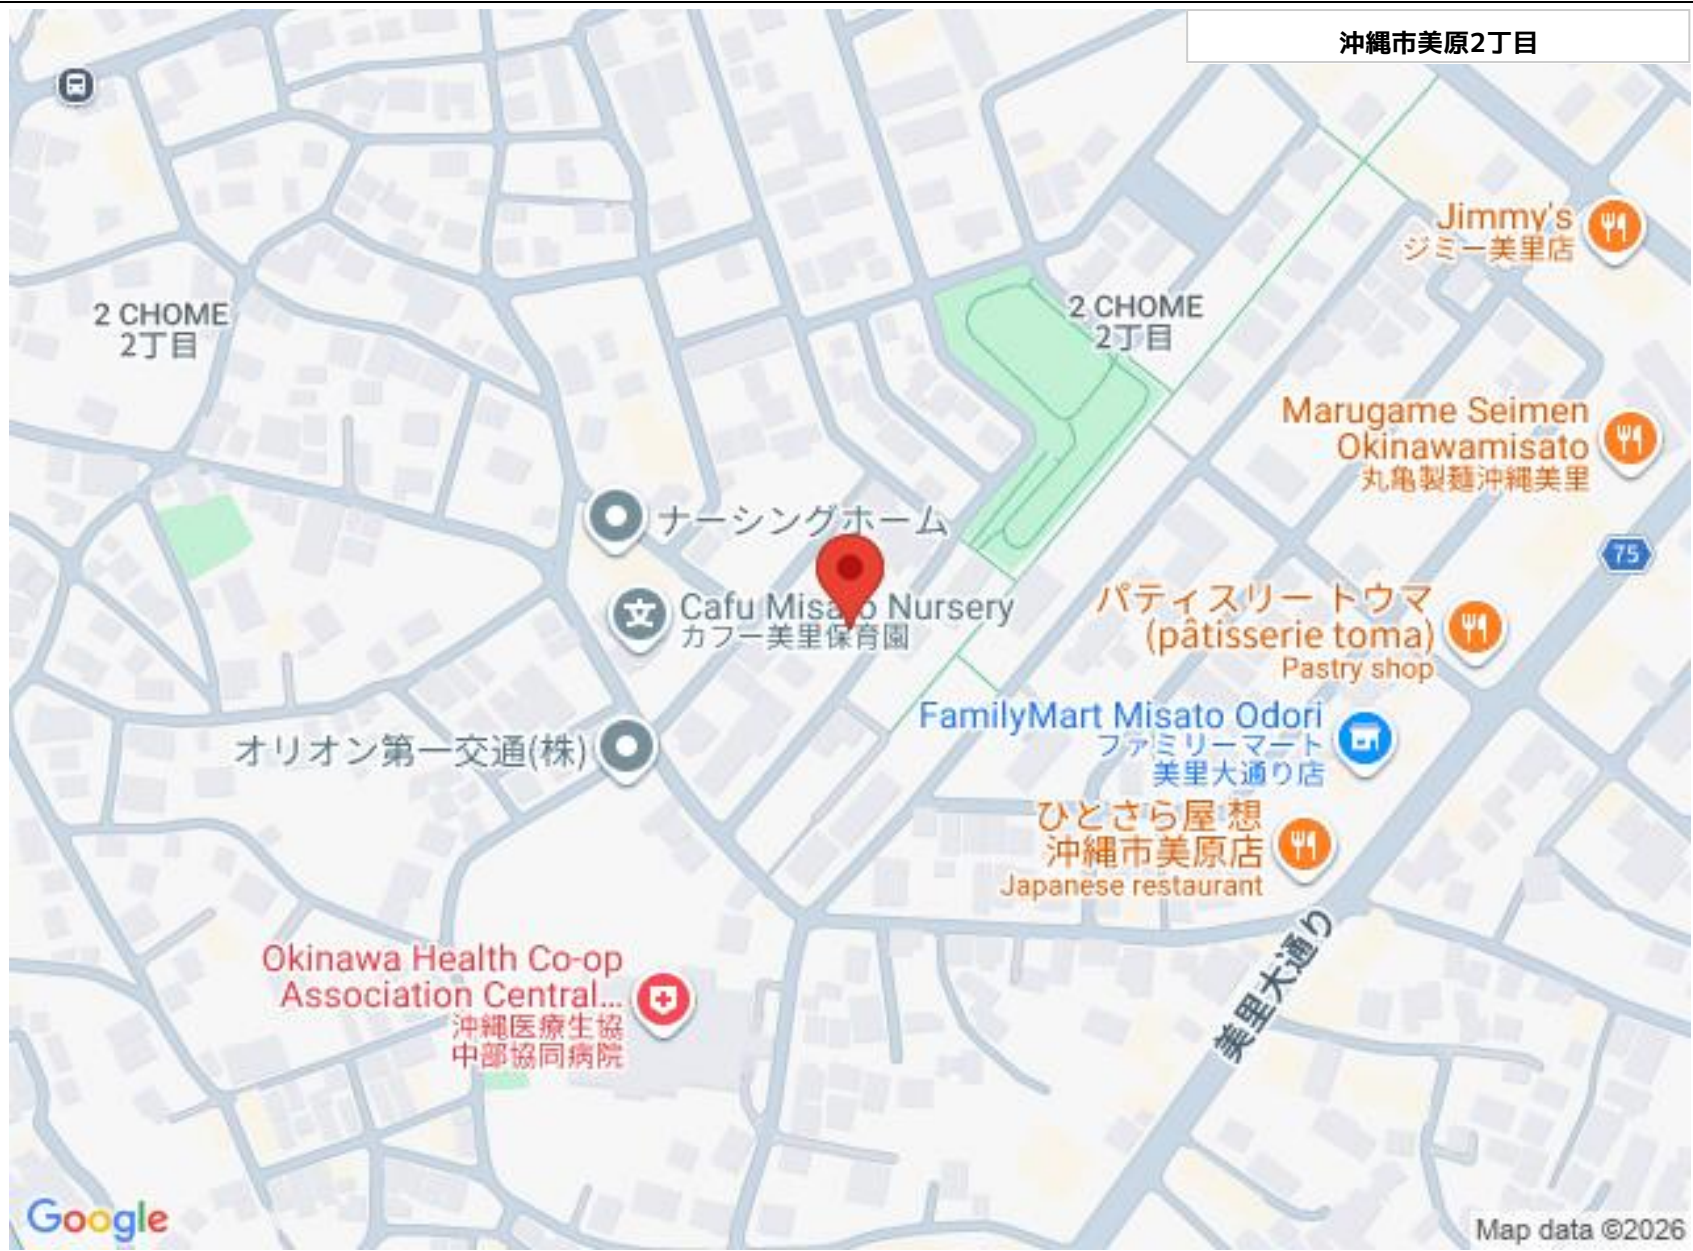 沖縄市美原2丁目
Jimmy's
ジミー美里店
2 CHOME
2丁目
2 CHOME
2丁目
Marugame Seimen
Okinawamisato
丸亀製麺沖縄美里
ナーシングホーム
75
Cafu Misato Nursery
カフー美里保育園
パティスリー トウマ
(pâtisserie toma)
Pastry shop
FamilyMart Misato Odori
ファミリーマート
美里大通り店
オリオン第一交通(株)
ひとさら屋 想
沖縄市美原店
Japanese restaurant
美里大通り
Okinawa Health Co-op
Association Central...
沖縄医療生協
中部協同病院
Google
Map data ©2026